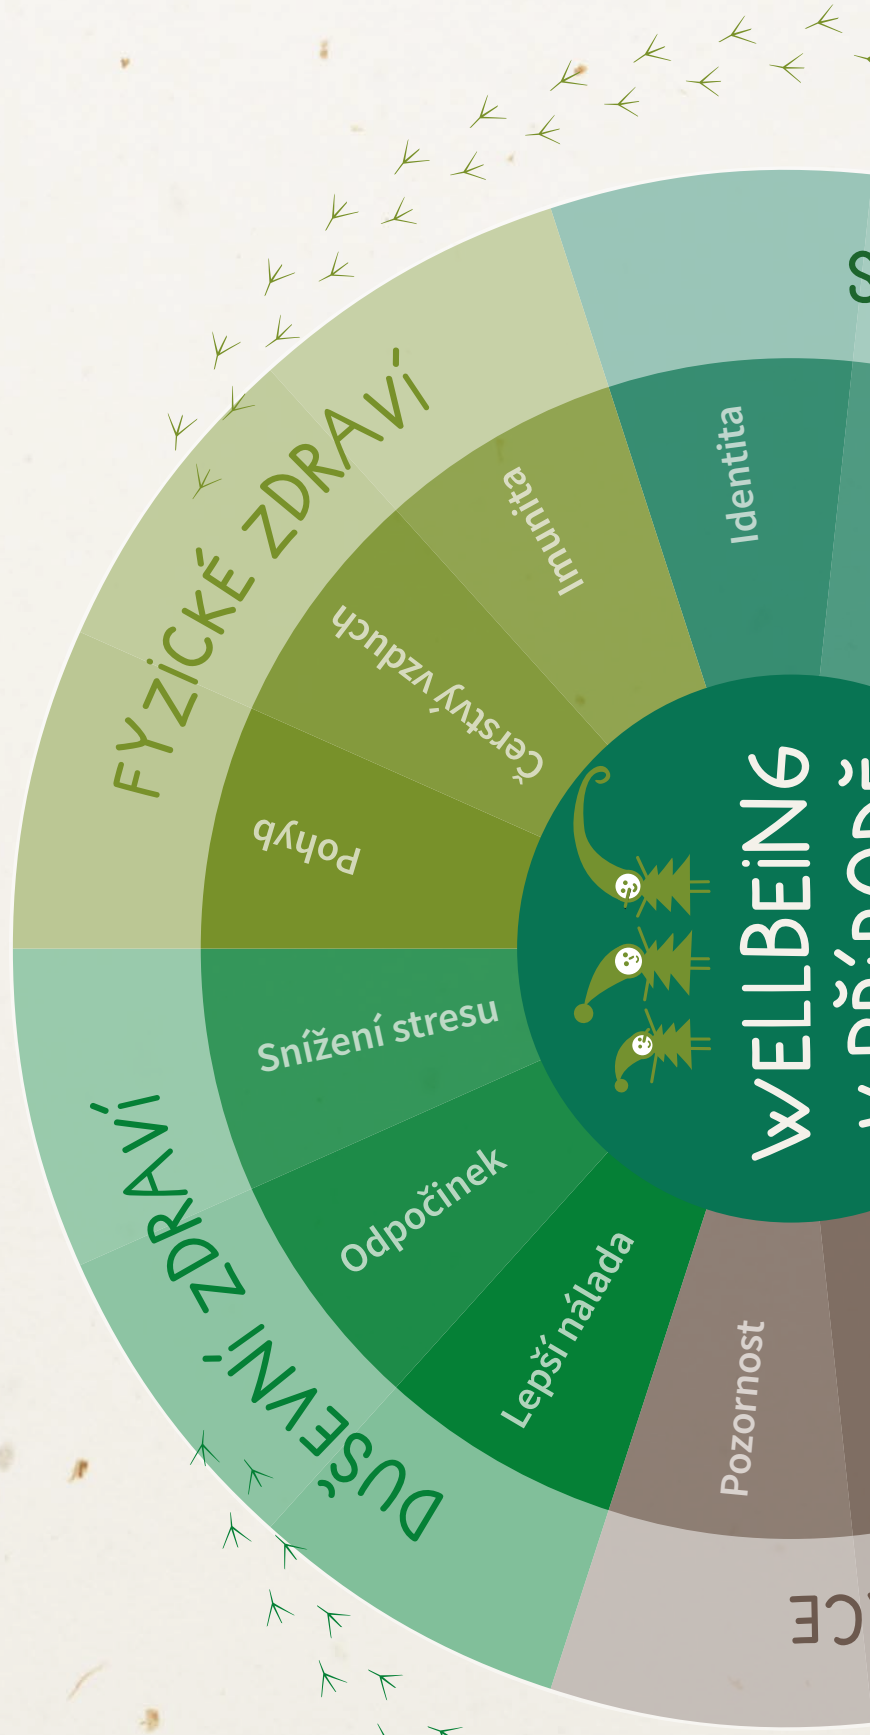 FYZiCKÉ ZDRAVÍ
Imunita
Čerstvý vzduch
Pohyb
Identita
WELLBEiNG
Snížení stresu
Odpočinek
Lepší nálada
DUŠEVNÍ ZDRAVÍ
Pozornost